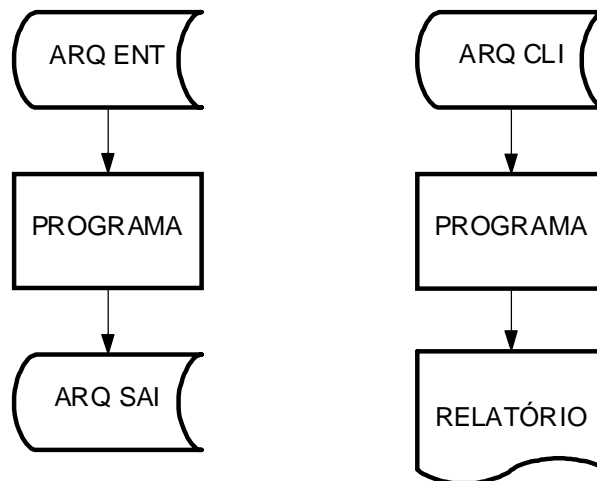 ARQ ENT
PROGRAMA
ARQ SAI
ARQ CLI
PROGRAMA
RELATÓRIO